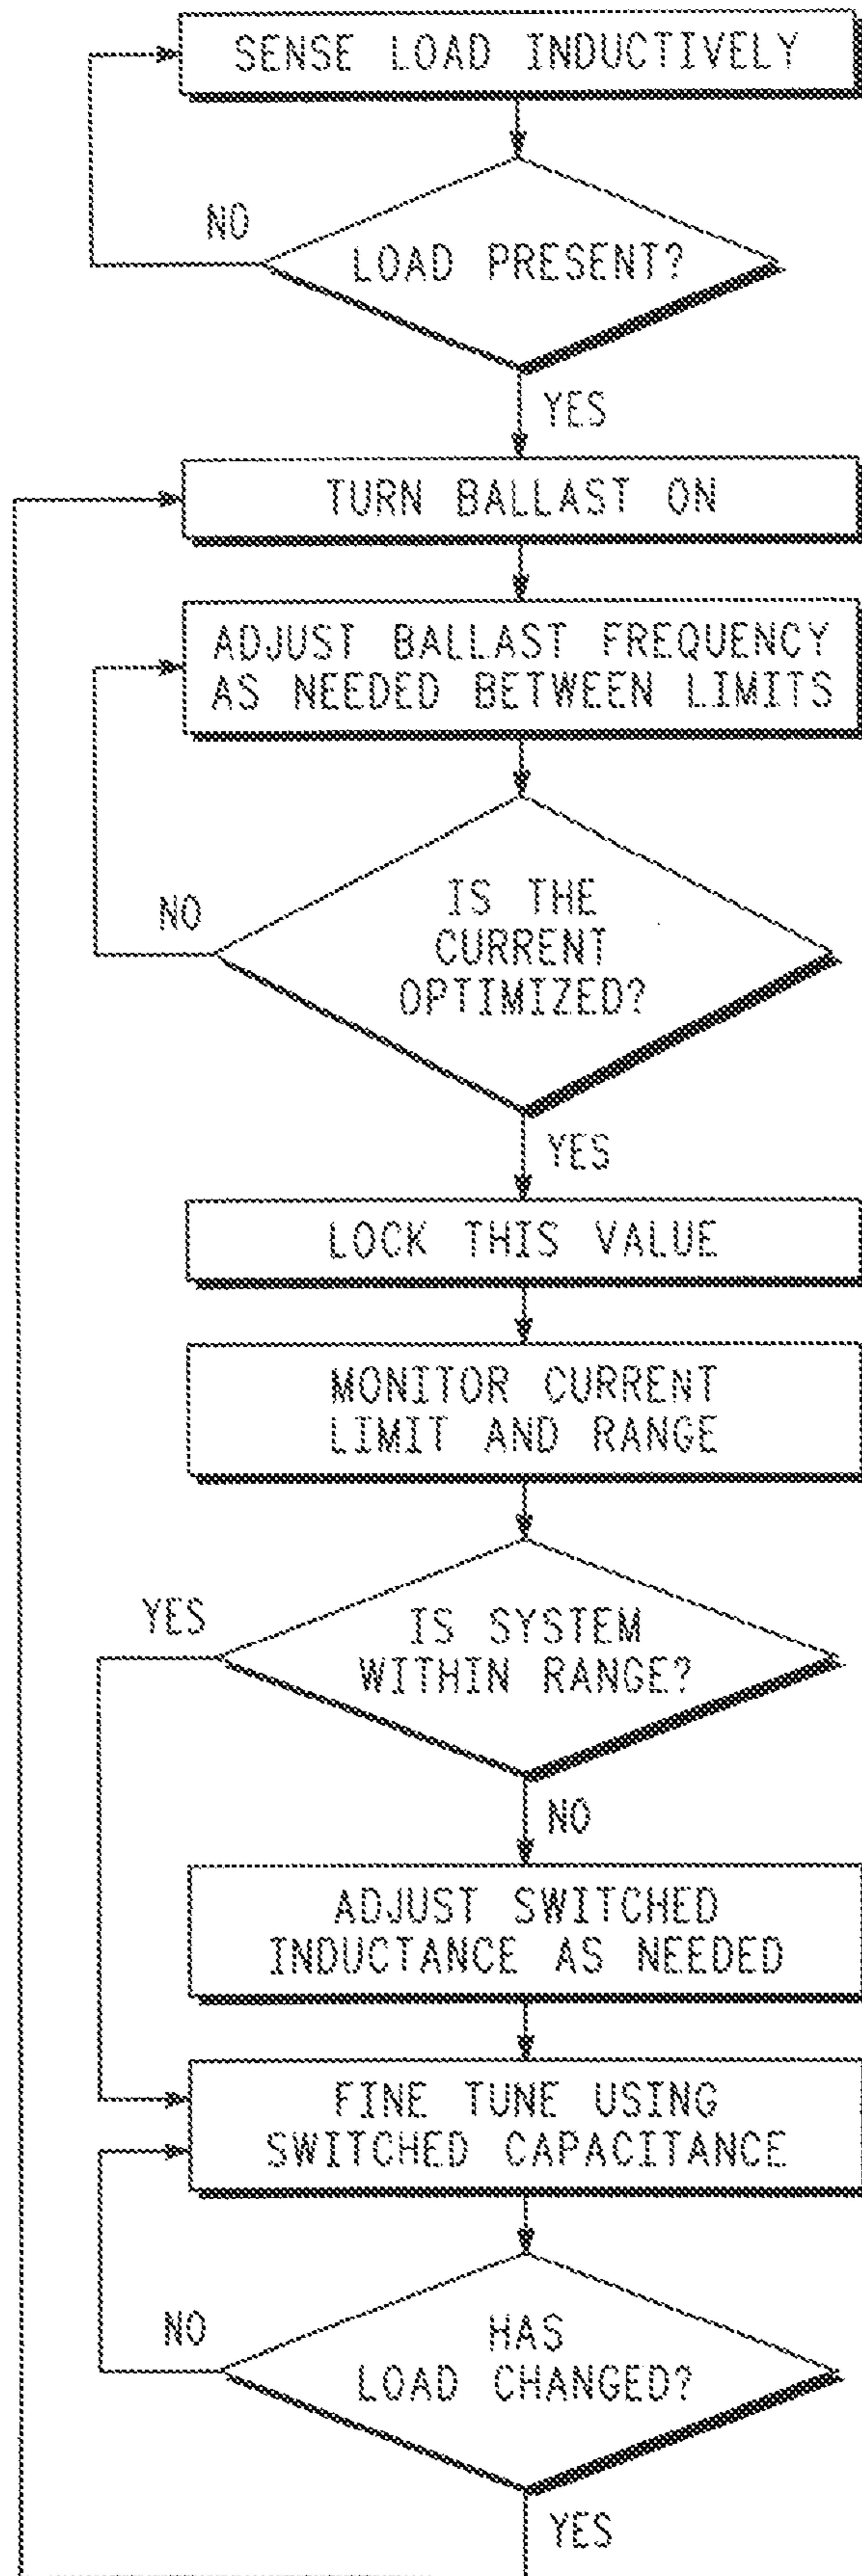 SENSE LOAD INDUCTIVELY
NO
LOAD PRESENT?
YES
TURN BALLAST ON
ADJUST BALLAST FREQUENCY
AS NEEDED BETWEEN LIMITS
NO
IS THE
CURRENT
OPTIMIZED?
YES
LOCK THIS VALUE
MONITOR CURRENT
LIMIT AND RANGE
YES
IS SYSTEM
WITHIN RANGE?
NO
ADJUST SWITCHED
INDUCTANCE AS NEEDED
FINE TUNE USING
SWITCHED CAPACITANCE
NO
HAS
LOAD CHANGED?
YES